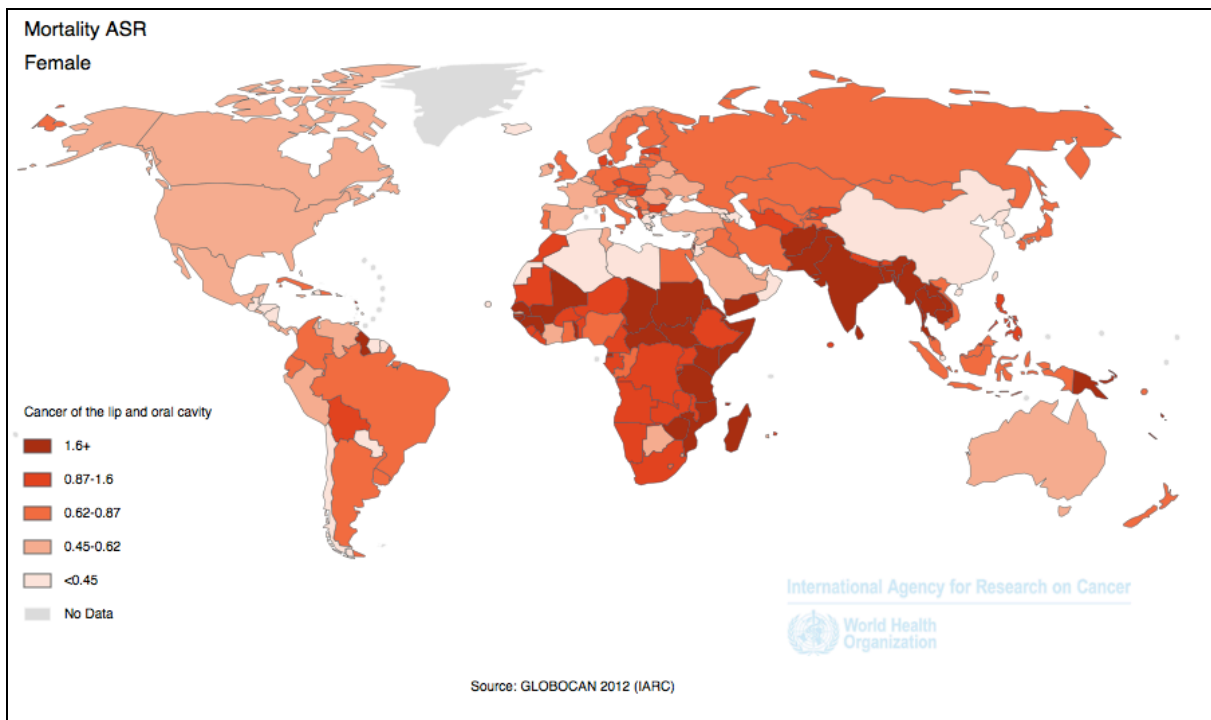 Mortality ASR
Female
Cancer of the lip and oral cavity
1.6+
0.87-1.6
0.62-0.87
0.45-0.62
<0.45
No Data
International Agency for Research on Cancer
World Health
Organization
Source: GLOBOCAN 2012 (IARC)